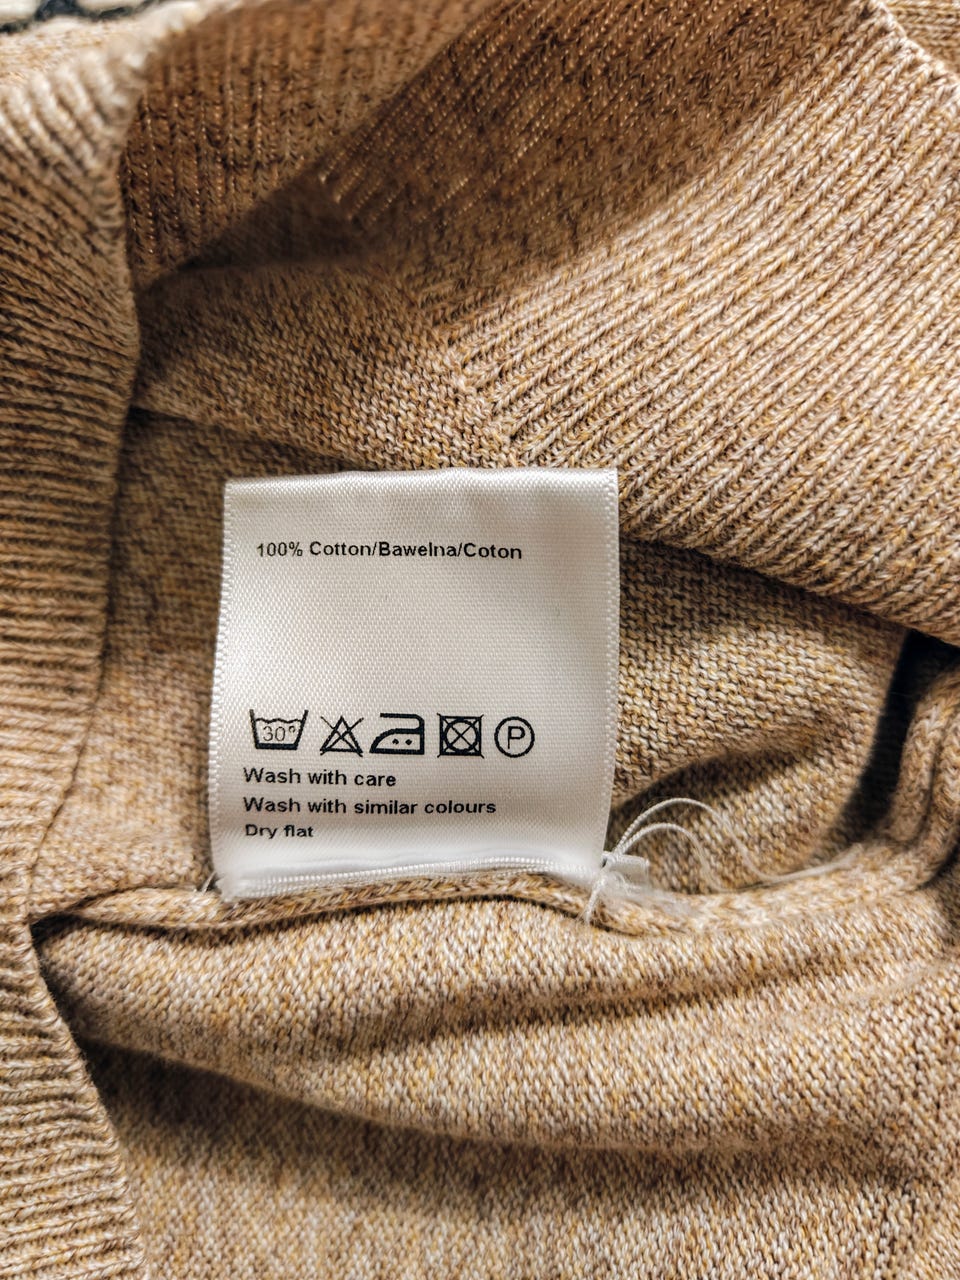 100% Cotton/Bawelna/Coton
30° P
Wash with care
Wash with similar colours
Dry flat